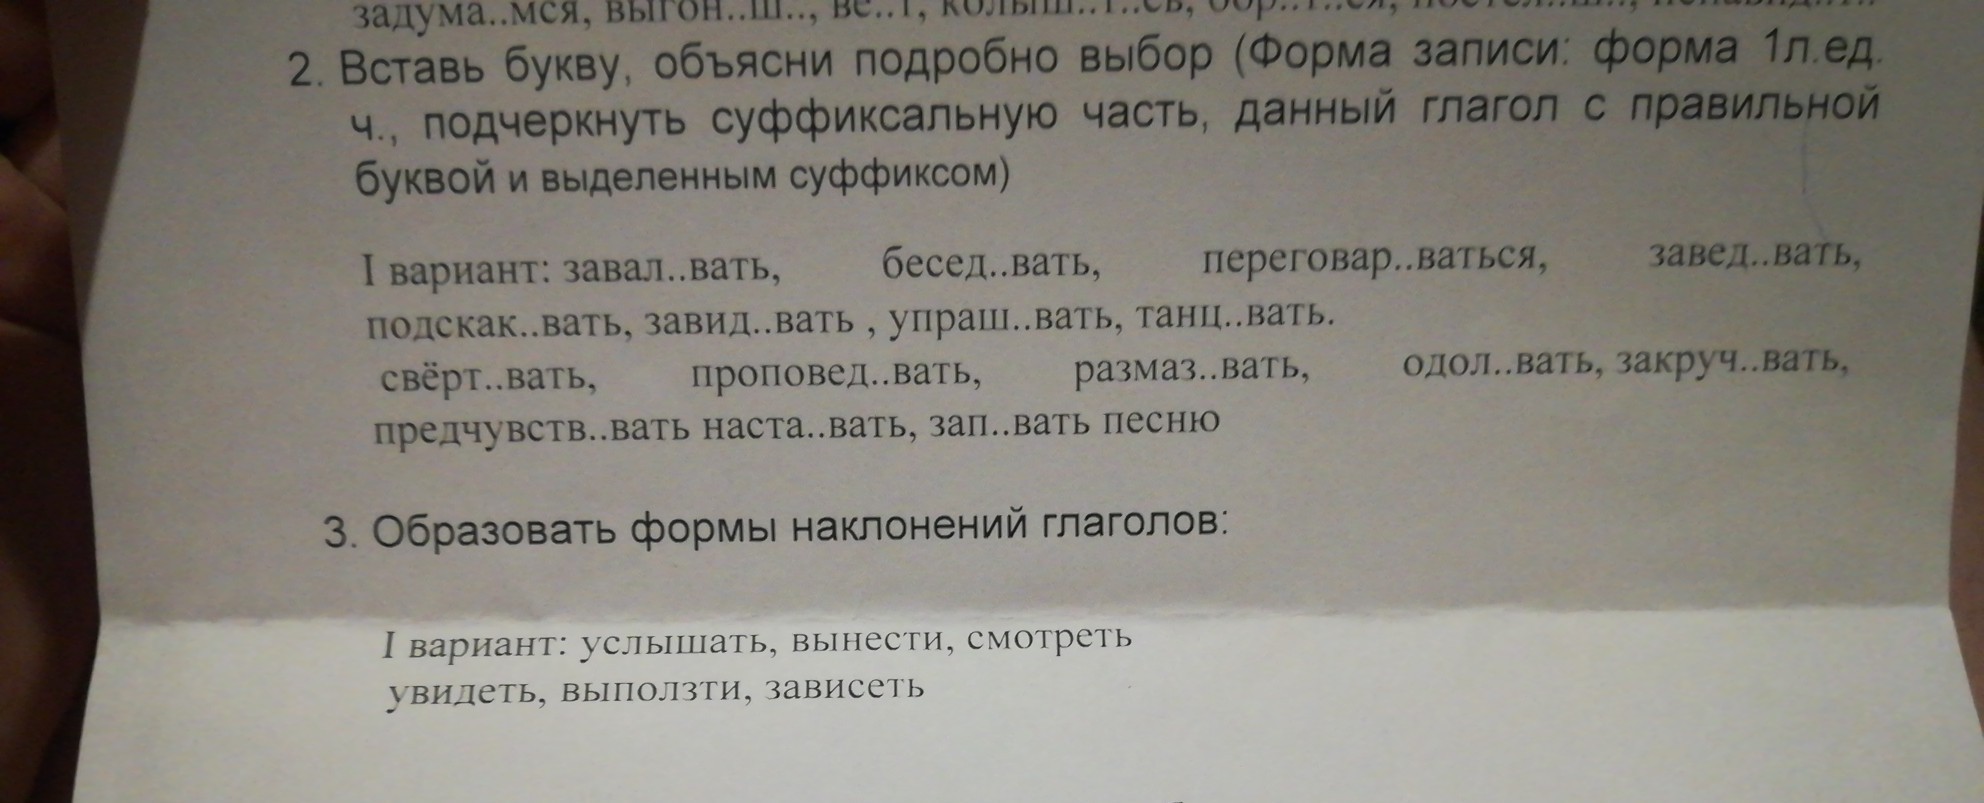 задума..мся, выгон..ш..,
2. Вставь букву, объясни подробно выбор (Форма записи: форма 1л.ед.
ч., подчеркнуть суффиксальную часть, данный глагол с правильной
буквой и выделенным суффиксом)
I вариант: завал..вать, бесед..вать, переговар..ваться, завед..вать,
подскак..вать, завид..вать , упраш..вать, танц..вать.
свёрт..вать, проповед..вать, размаз..вать, одол..вать, закруч..вать,
предчувств..вать наста..вать, зап..вать песню
3. Образовать формы наклонений глаголов:
I вариант: услышать, вынести, смотреть
увидеть, выползти, зависеть